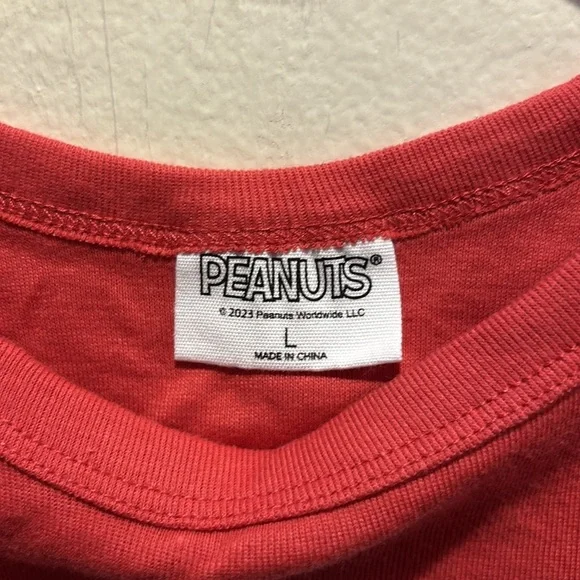 PEANUTS®
© 2023 Peanuts Worldwide LLC
L
MADE IN CHINA